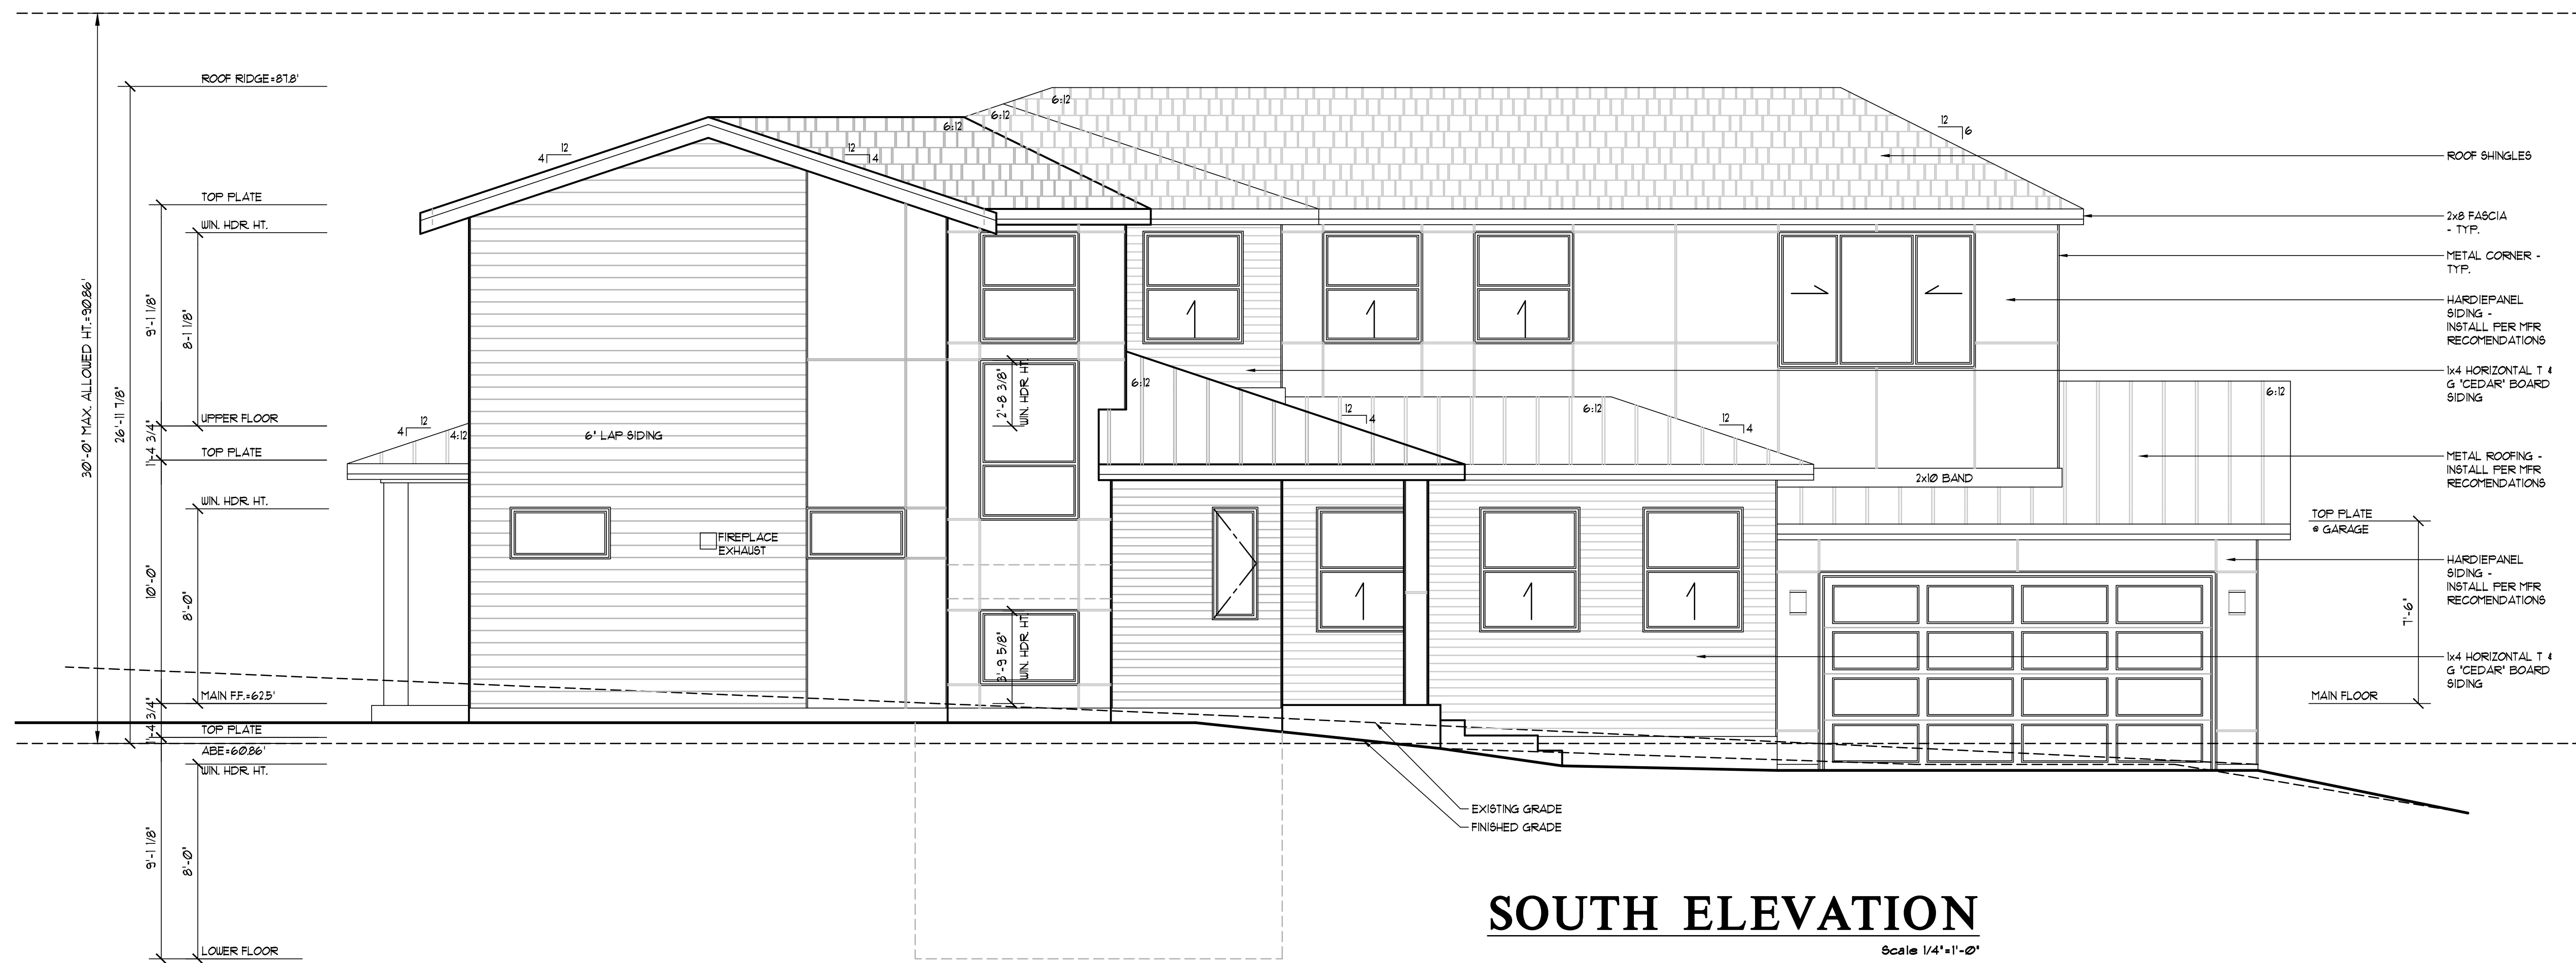 ROOF RIDGE=87.8'
TOP PLATE
WIN. HDR. HT.
UPPER FLOOR
TOP PLATE
WIN. HDR. HT.
MAIN F.F.=62.5'
TOP PLATE
ABE=60.86'
WIN. HDR. HT.
LOWER FLOOR
30'-0" MAX. ALLOWED HT.=90.86'
26'-11 7/8"
9'-1 1/8"
8'-1 1/8"
1'-4 3/4"
10'-0"
8'-0"
1'-4 3/4"
9'-1 1/8"
8'-0"
12
4
12
4
6:12
6:12
6:12
12
6
12
4
4:12
6" LAP SIDING
FIREPLACE
EXHAUST
2'-8 3/8"
WIN. HDR. HT.
3'-9 5/8"
WIN. HDR. HT.
6:12
12
4
6:12
12
4
6:12
2x10 BAND
ROOF SHINGLES
2x8 FASCIA
- TYP.
METAL CORNER -
TYP.
HARDIEPANEL
SIDING -
INSTALL PER MFR
RECOMENDATIONS
1x4 HORIZONTAL T &
G "CEDAR" BOARD
SIDING
METAL ROOFING -
INSTALL PER MFR
RECOMENDATIONS
TOP PLATE
@ GARAGE
7'-6"
MAIN FLOOR
HARDIEPANEL
SIDING -
INSTALL PER MFR
RECOMENDATIONS
1x4 HORIZONTAL T &
G "CEDAR" BOARD
SIDING
EXISTING GRADE
FINISHED GRADE
SOUTH ELEVATION
Scale 1/4"=1'-0"